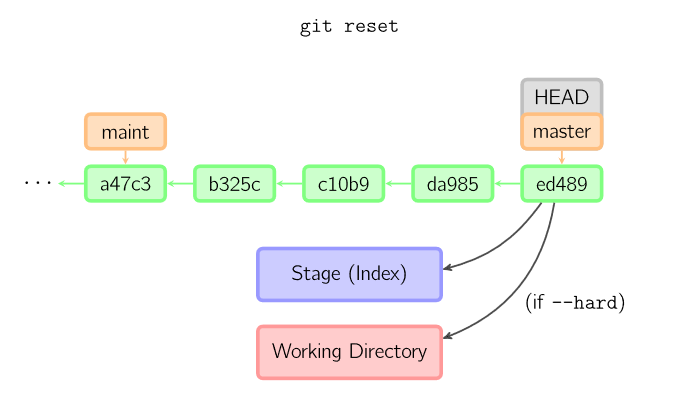 git reset
HEAD
maint
master
...
a47c3
b325c
c10b9
da985
ed489
Stage (Index)
(if --hard)
Working Directory